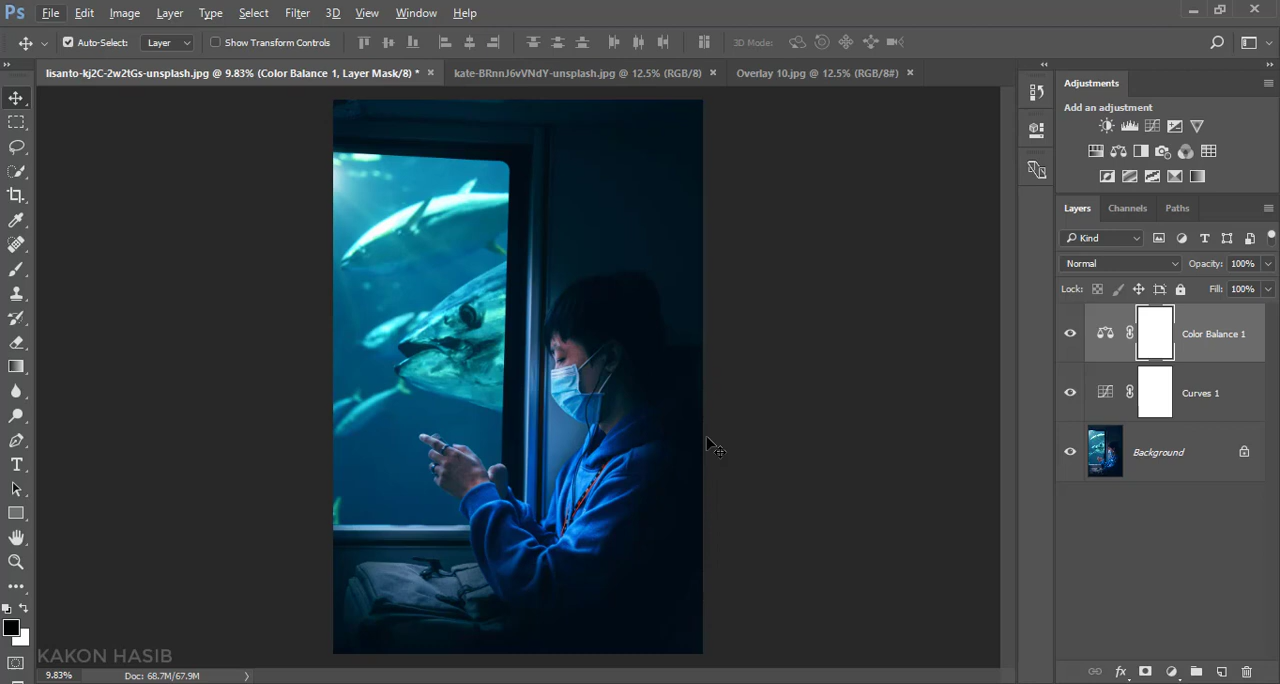 Ps File Edit Image Layer Type Select Filter 3D View Window Help
Auto-Select: Layer Show Transform Controls 3D Mode:
lisanto-kj2C-2w2tGs-unsplash.jpg @ 9.83% (Color Balance 1, Layer Mask/8) * × kate-BRnnJ6vVNdY-unsplash.jpg @ 12.5% (RGB/8) × Overlay 10.jpg @ 12.5% (RGB/8#) ×
Adjustments
Add an adjustment
Layers Channels Paths
Kind
Normal Opacity: 100%
Lock: Fill: 100%
Color Balance 1
Curves 1
Background
KAKON HASIB
9.83% Doc: 68.7M/67.9M